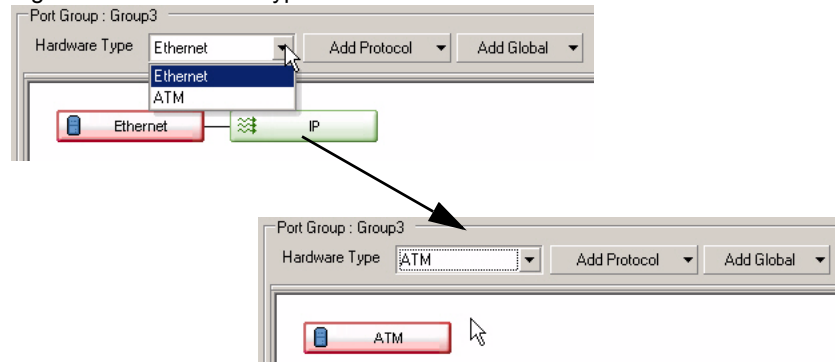 Port Group : Group3
Hardware Type Ethernet Add Protocol Add Global
Ethernet
ATM
Ethernet IP
Port Group : Group3
Hardware Type ATM Add Protocol Add Global
ATM